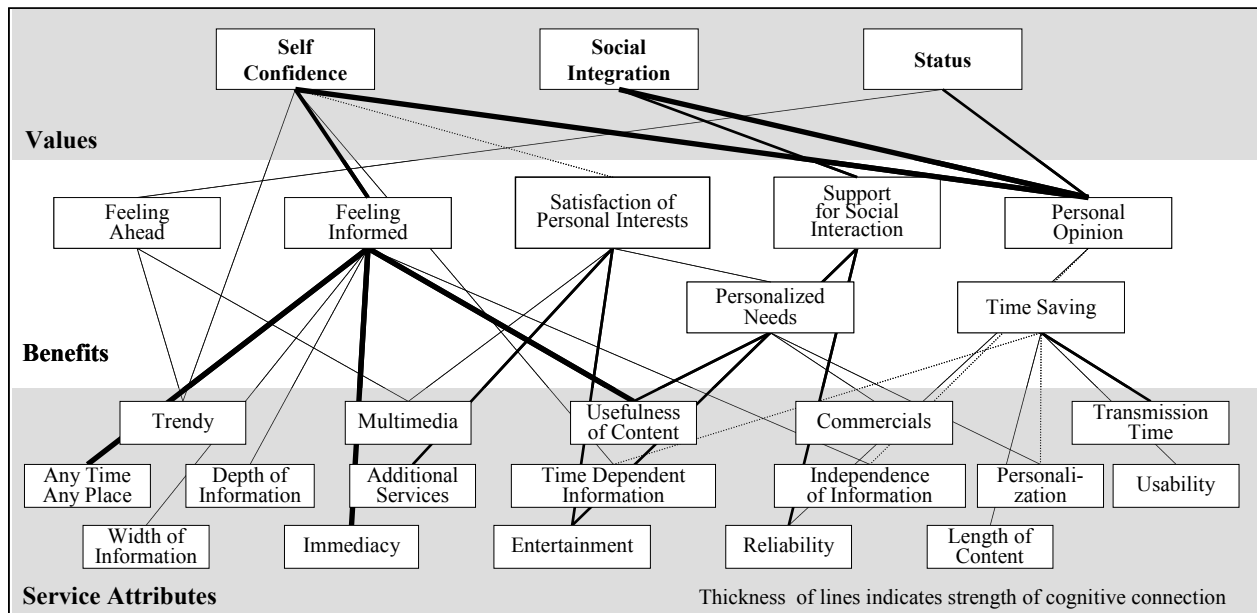 Self
Confidence
Social
Integration
Status
Values
Feeling
Ahead
Feeling
Informed
Satisfaction of
Personal Interests
Support
for Social
Interaction
Personal
Opinion
Personalized
Needs
Time Saving
Benefits
Trendy
Multimedia
Usefulness
of Content
Commercials
Transmission
Time
Any Time
Any Place
Depth of
Information
Additional
Services
Time Dependent
Information
Independence
of Information
Personali-
zation
Usability
Width of
Information
Immediacy
Entertainment
Reliability
Length of
Content
Service Attributes
Thickness of lines indicates strength of cognitive connection